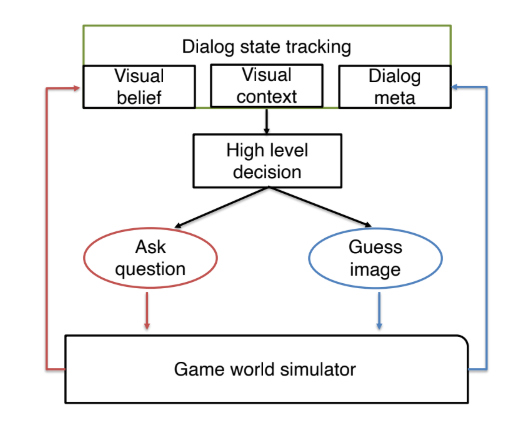 Dialog state tracking
Visual
belief
Visual
context
Dialog
meta
High level
decision
Ask
question
Guess
image
Game world simulator